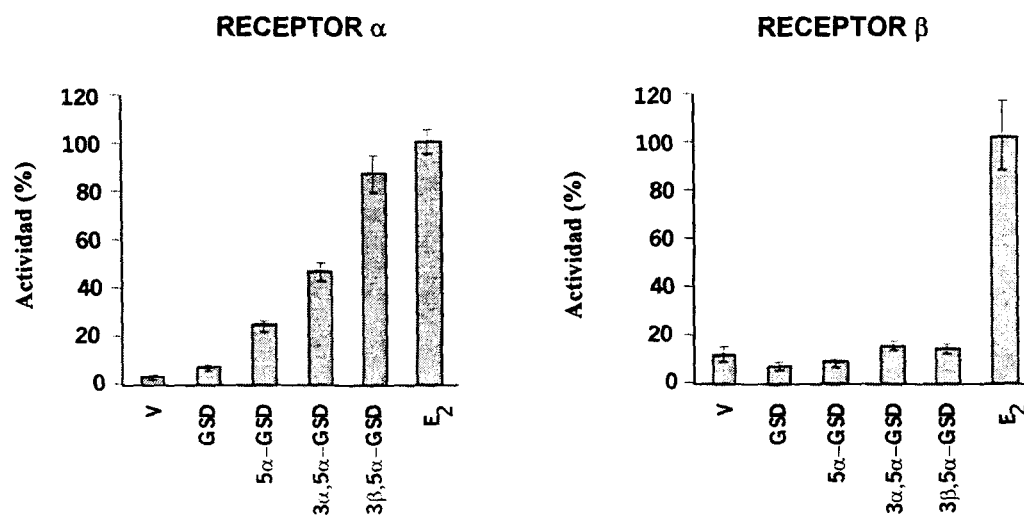 RECEPTOR α
Actividad (%)
120
100
80
60
40
20
0
V
GSD
5α-GSD
3α,5α-GSD
3β,5α-GSD
E2
RECEPTOR β
Actividad (%)
120
100
80
60
40
20
0
V
GSD
5α-GSD
3α,5α-GSD
3β,5α-GSD
E2